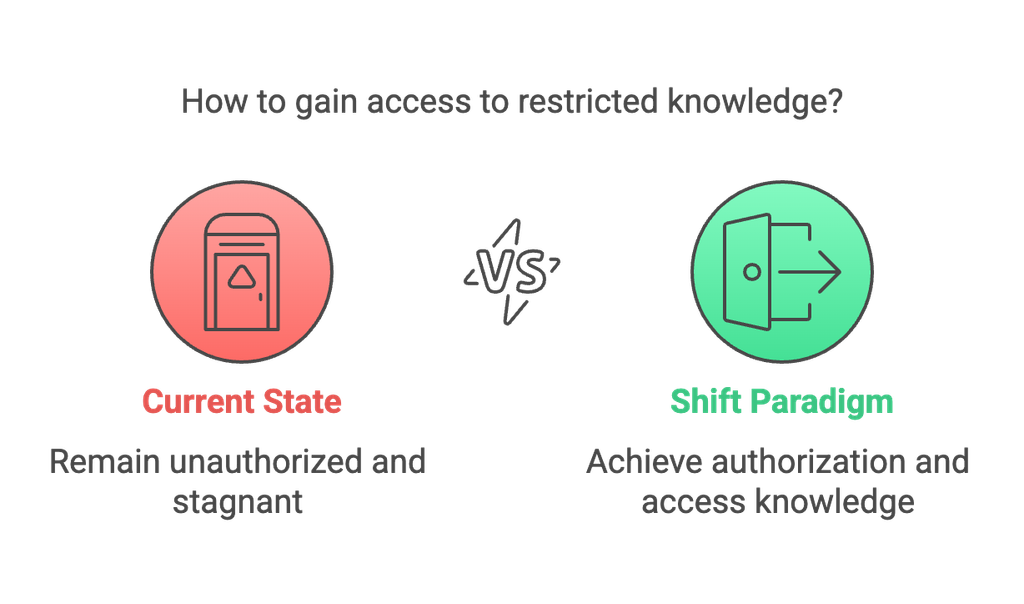 How to gain access to restricted knowledge?
VS
Current State
Remain unauthorized and
stagnant
Shift Paradigm
Achieve authorization and
access knowledge